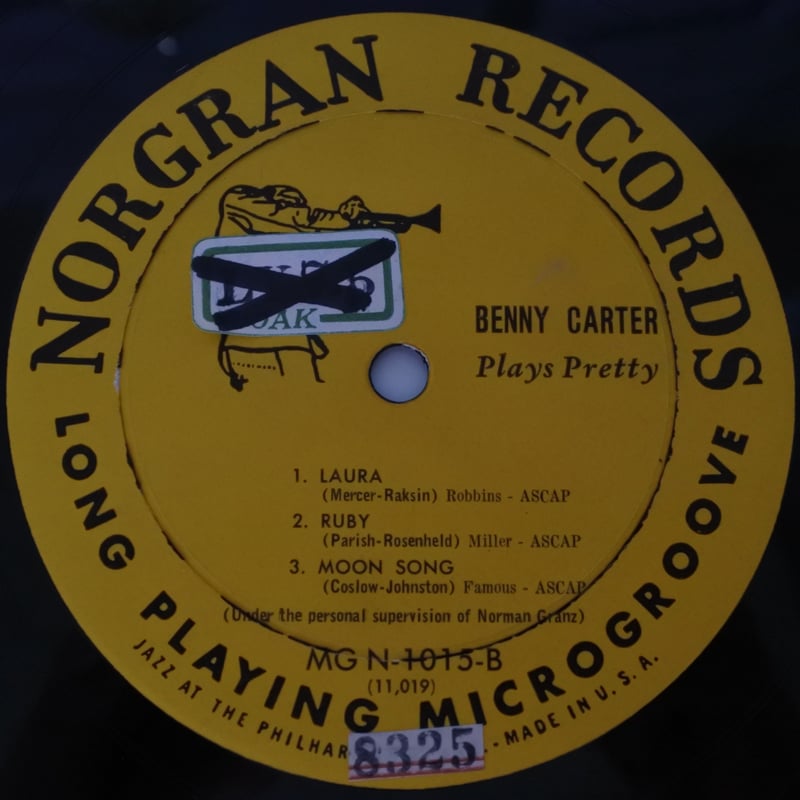 NORGRAN RECORDS
OAK
BENNY CARTER
Plays Pretty
1. LAURA
(Mercer-Raksin) Robbins - ASCAP
2. RUBY
(Parish-Rosenheld) Miller - ASCAP
3. MOON SONG
(Coslow-Johnston) Famous - ASCAP
(Under the personal supervision of Norman Granz)
MG N-1015-B
(11,019)
LONG PLAYING MICROGROOVE
JAZZ AT THE -- MADE IN U. S. A.
8325